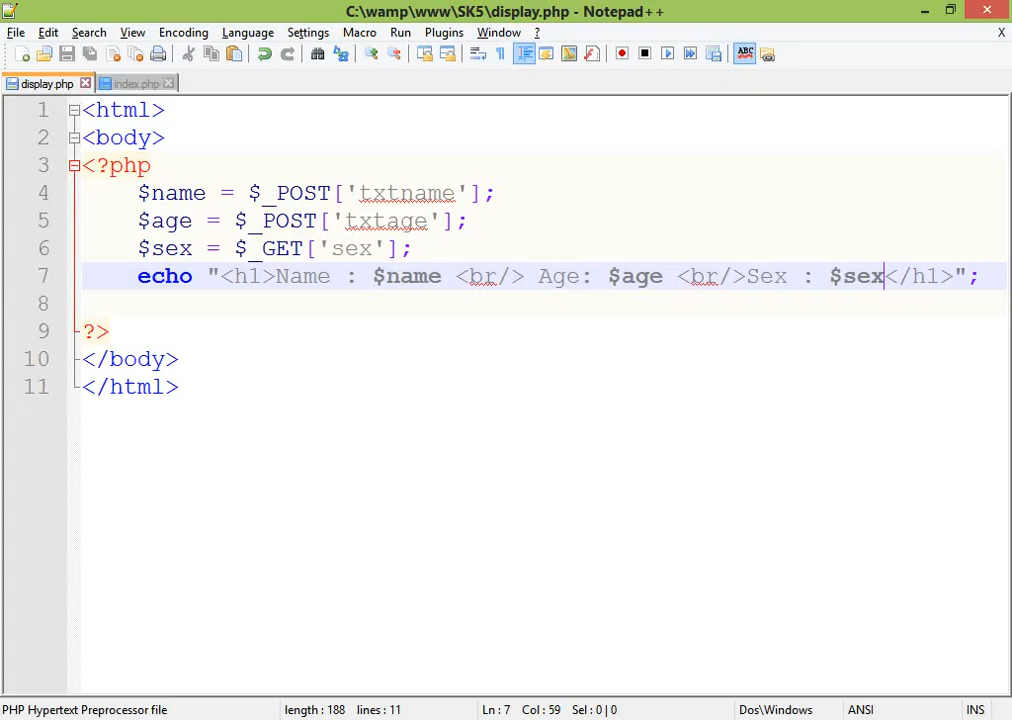 C:\wamp\www\SK5\display.php - Notepad++
File Edit Search View Encoding Language Settings Macro Run Plugins Window ? X
ABC
display.php index.php
1 <html>
2 <body>
3 <?php
4 $name = $_POST['txtname'];
5 $age = $_POST['txtage'];
6 $sex = $_GET['sex'];
7 echo "<h1>Name : $name <br/> Age: $age <br/>Sex : $sex</h1>";
8
9 ?>
10 </body>
11 </html>
PHP Hypertext Preprocessor file length : 188 lines : 11 Ln : 7 Col : 59 Sel : 0 | 0 Dos\Windows ANSI INS